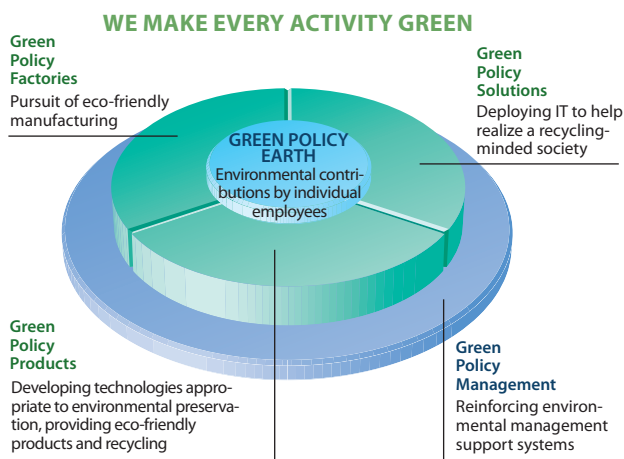 WE MAKE EVERY ACTIVITY GREEN
Green
Policy
Factories
Pursuit of eco-friendly
manufacturing
Green
Policy
Solutions
Deploying IT to help
realize a recycling-
minded society
GREEN POLICY
EARTH
Environmental contri-
butions by individual
employees
Green
Policy
Products
Developing technologies appro-
priate to environmental preserva-
tion, providing eco-friendly
products and recycling
Green
Policy
Management
Reinforcing environ-
mental management
support systems